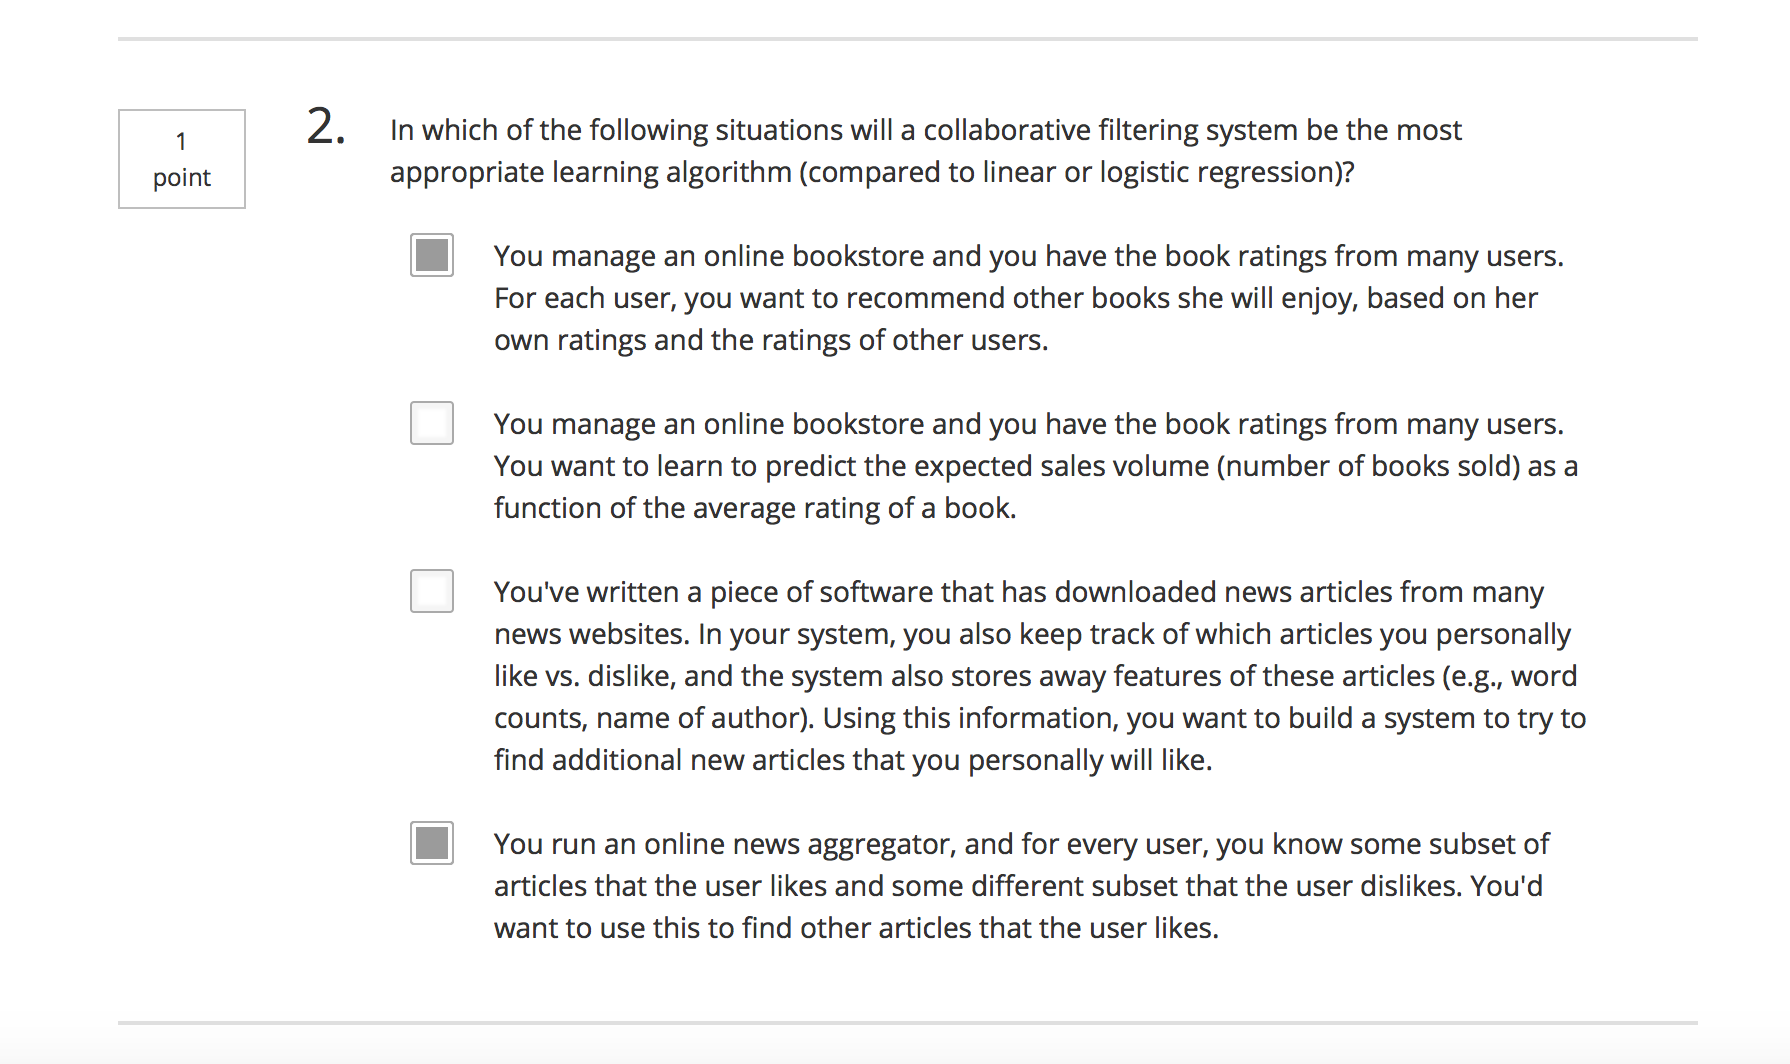 1
point
2.
In which of the following situations will a collaborative filtering system be the most
appropriate learning algorithm (compared to linear or logistic regression)?
You manage an online bookstore and you have the book ratings from many users.
For each user, you want to recommend other books she will enjoy, based on her
own ratings and the ratings of other users.
You manage an online bookstore and you have the book ratings from many users.
You want to learn to predict the expected sales volume (number of books sold) as a
function of the average rating of a book.
You've written a piece of software that has downloaded news articles from many
news websites. In your system, you also keep track of which articles you personally
like vs. dislike, and the system also stores away features of these articles (e.g., word
counts, name of author). Using this information, you want to build a system to try to
find additional new articles that you personally will like.
You run an online news aggregator, and for every user, you know some subset of
articles that the user likes and some different subset that the user dislikes. You'd
want to use this to find other articles that the user likes.